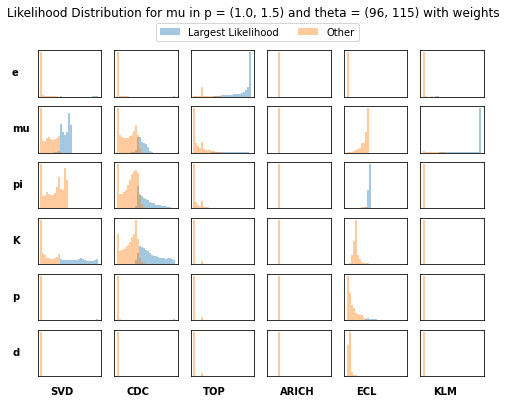 Likelihood Distribution for mu in p = (1.0, 1.5) and theta = (96, 115) with weights
Largest Likelihood Other
e
mu
pi
K
p
d
SVD CDC TOP ARICH ECL KLM